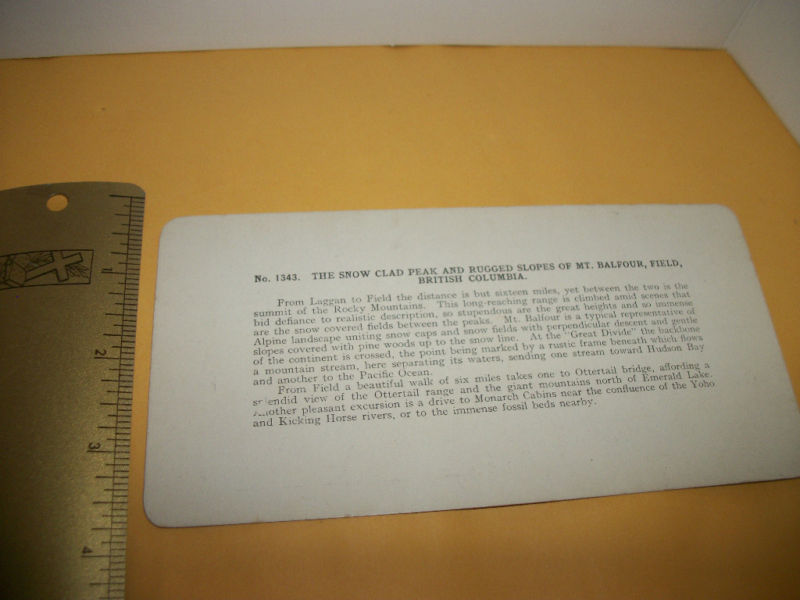 No. 1343. THE SNOW CLAD PEAK AND RUGGED SLOPES OF MT. BALFOUR, FIELD,
BRITISH COLUMBIA.
From Laggan to Field the distance is but sixteen miles, yet between the two is the
summit of the Rocky Mountains. This long-reaching range is climbed amid scenes that
bid defiance to realistic description, so stupendous are the great heights and so immense
are the snow covered fields between the peaks. Mt. Balfour is a typical representative of
Alpine landscape uniting snow caps and snow fields with perpendicular descent and gentle
slopes covered with pine woods up to the snow line. At the "Great Divide" the backbone
of the continent is crossed, the point being marked by a rustic frame beneath which flows
a mountain stream, here separating its waters, sending one stream toward Hudson Bay
and another to the Pacific Ocean.
From Field a beautiful walk of six miles takes one to Ottertail bridge, affording a
splendid view of the Ottertail range and the giant mountains north of Emerald Lake.
Another pleasant excursion is a drive to Monarch Cabins near the confluence of the Yoho
and Kicking Horse rivers, or to the immense fossil beds nearby.
1
2
3
4